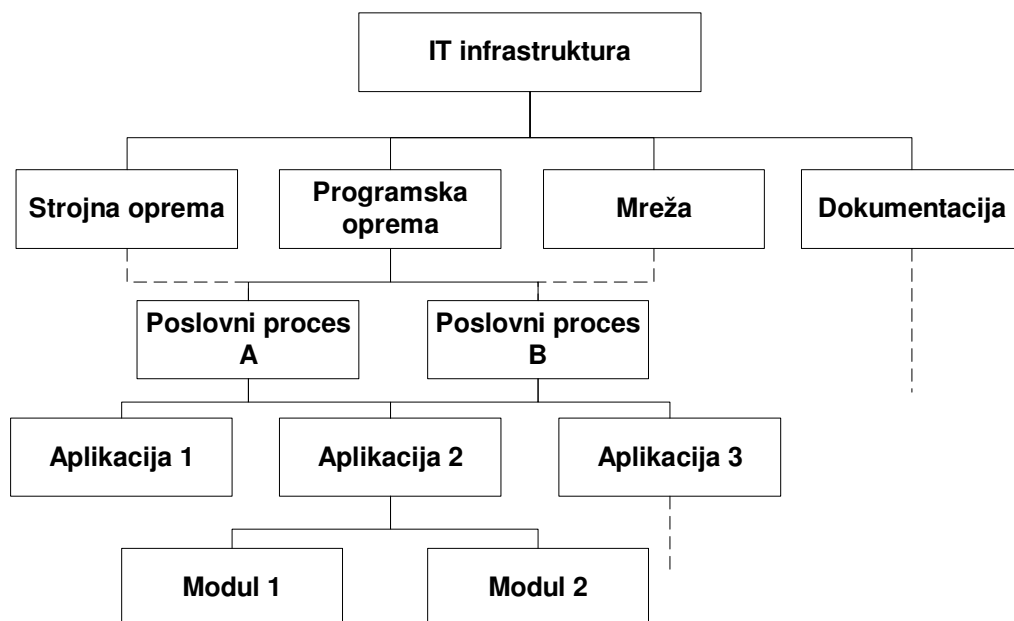 IT infrastruktura
Strojna oprema
Programska
oprema
Mreža
Dokumentacija
Poslovni proces
A
Poslovni proces
B
Aplikacija 1
Aplikacija 2
Aplikacija 3
Modul 1
Modul 2